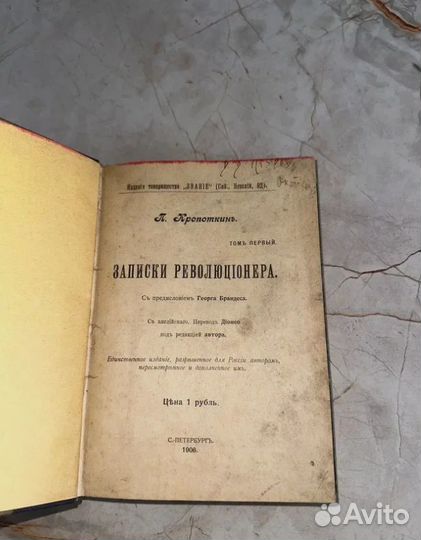 Изданіе товарищества „ЗНАНІЕ“ (Спб., Невскій, 92).
П. Кропоткинъ.
ТОМЪ ПЕРВЫЙ.
ЗАПИСКИ РЕВОЛЮЦІОНЕРА.
Съ предисловіемъ Георга Брандеса.
Съ англійскаго. Переводъ Діонео
подъ редакціей автора.
Единственное изданіе, разрѣшенное для Россіи авторомъ,
пересмотрѣнное и дополненное имъ.
Цѣна 1 рубль.
С.-ПЕТЕРБУРГЪ.
1906.
Avito